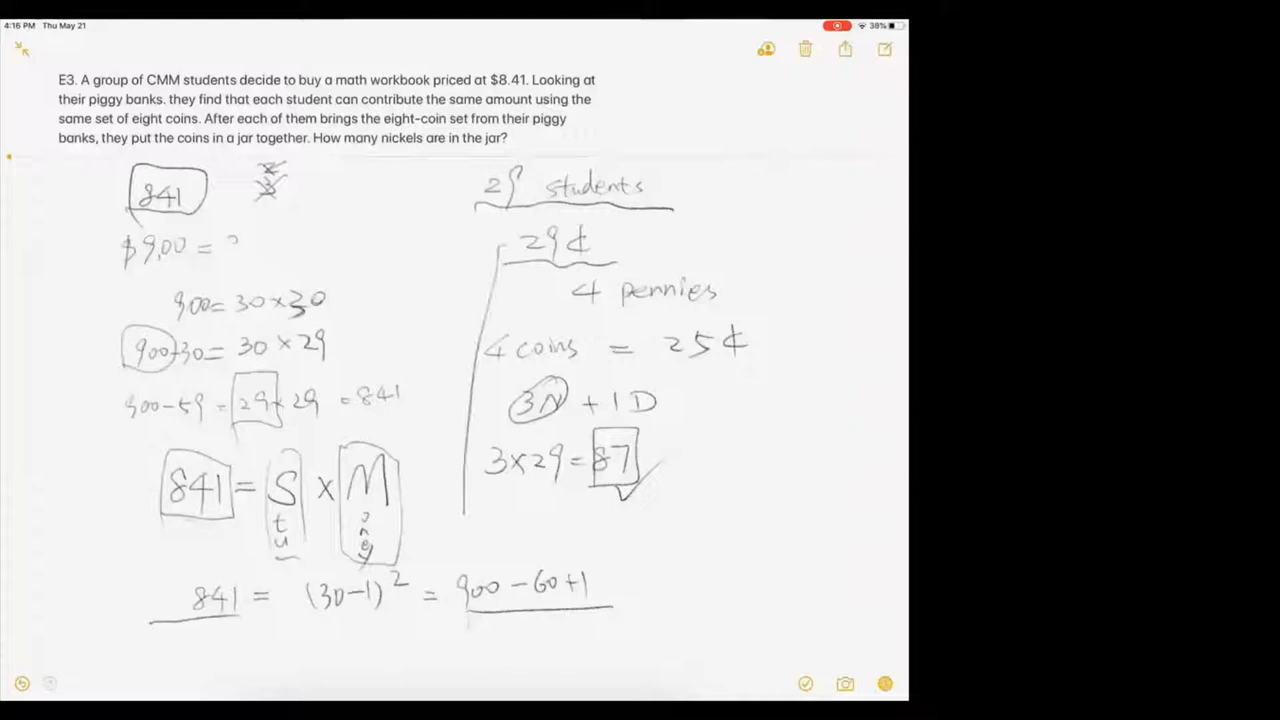 4:16 PM Thu May 21
38%
E3. A group of CMM students decide to buy a math workbook priced at $8.41. Looking at
their piggy banks. they find that each student can contribute the same amount using the
same set of eight coins. After each of them brings the eight-coin set from their piggy
banks, they put the coins in a jar together. How many nickels are in the jar?
841
2
3
$9,00 = ?
900 = 30 × 30
900-30 = 30 × 29
900-59 = 29 × 29 = 841
841 = S × M
tu
oney
841 = (30-1)² = 900 - 60 + 1
29 students
29 ¢
4 pennies
4 coins = 25 ¢
3N + 1 D
3 × 29 = 87